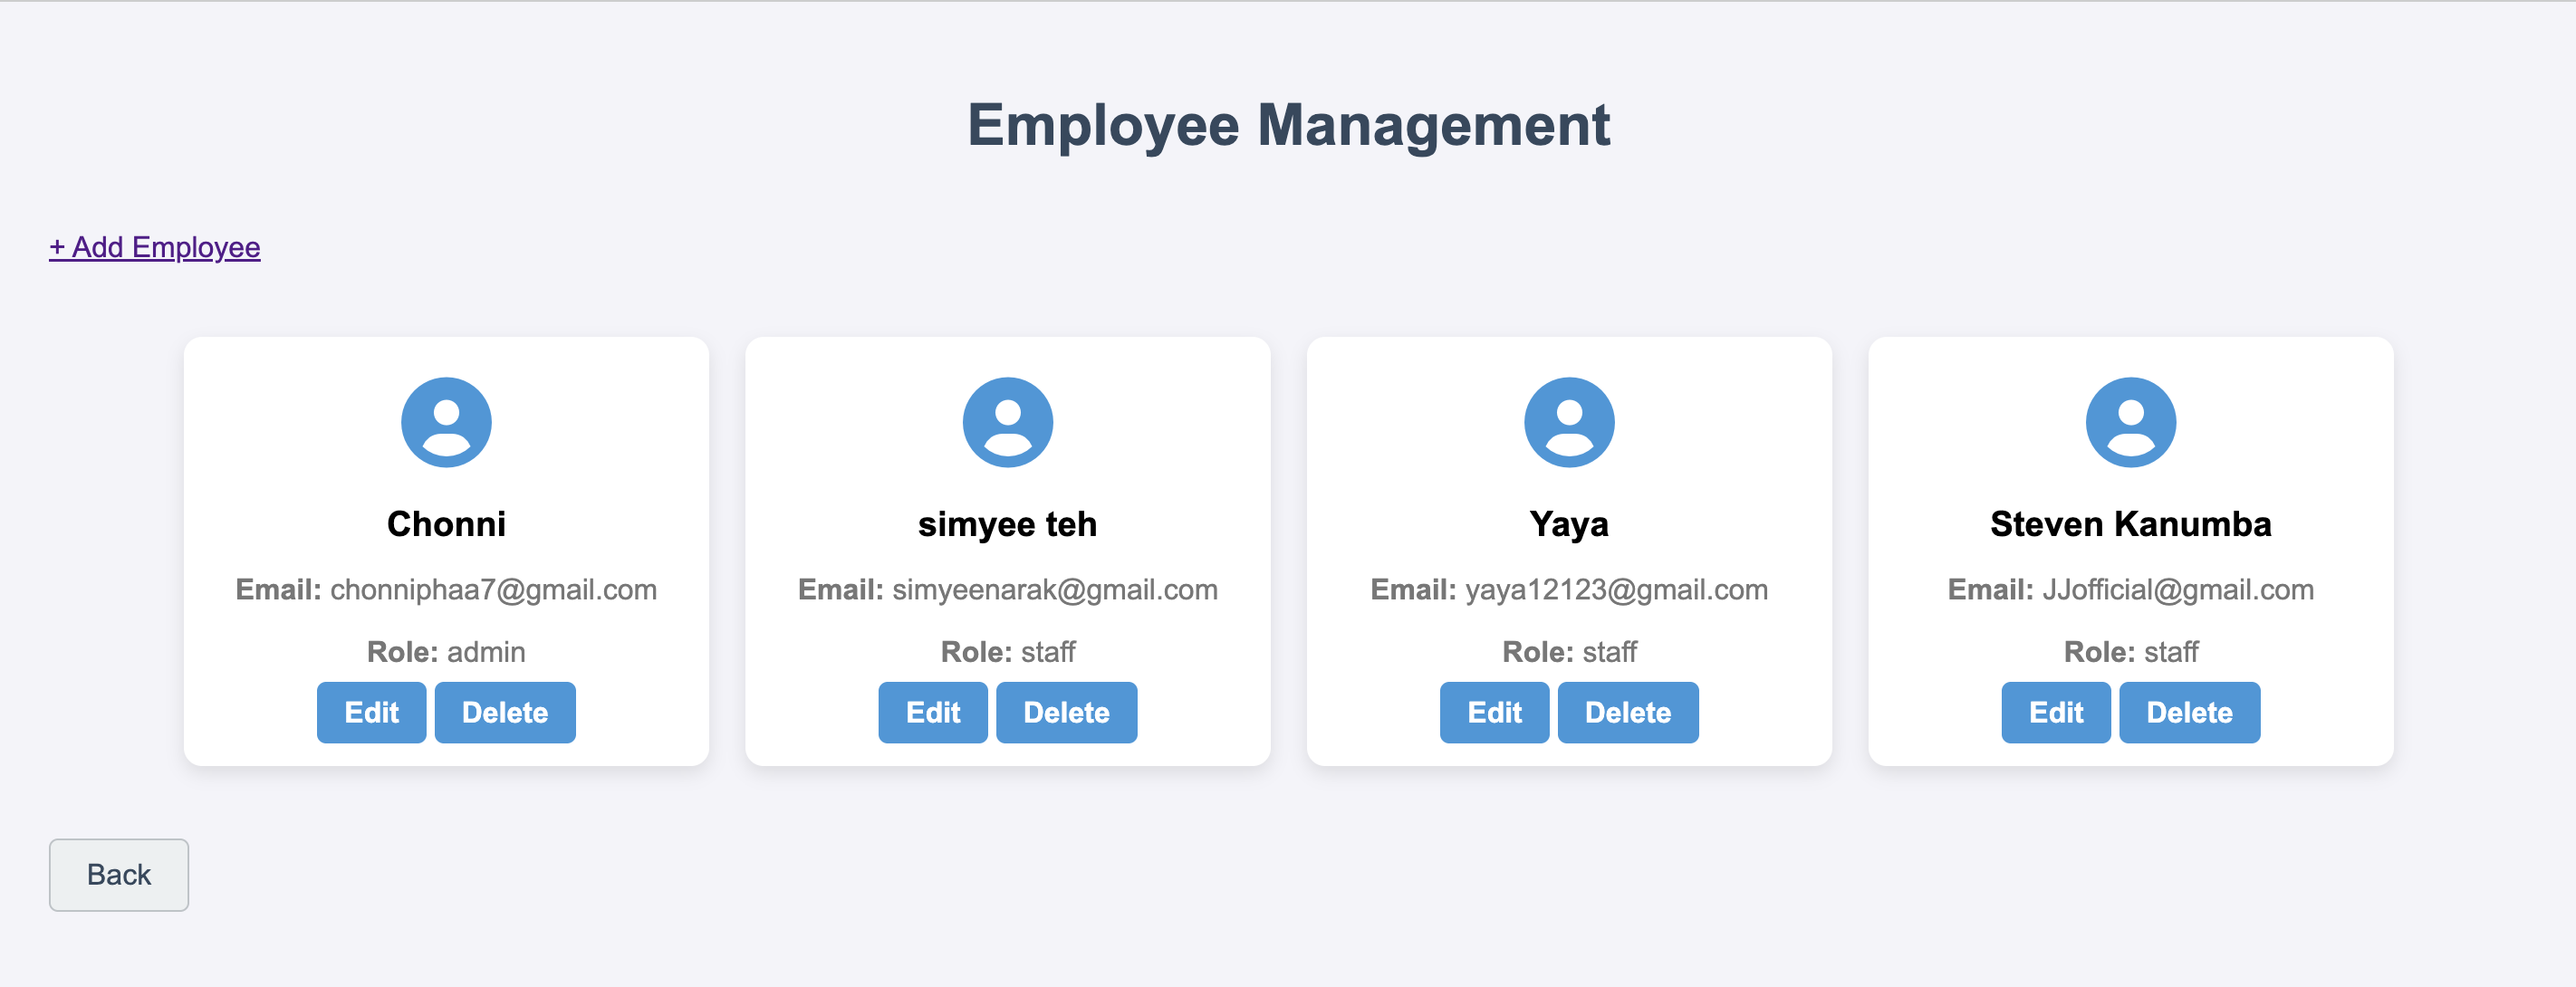 Employee Management
+ Add Employee
Chonni
Email: chonniphaa7@gmail.com
Role: admin
Edit Delete
simyee teh
Email: simyeenarak@gmail.com
Role: staff
Edit Delete
Yaya
Email: yaya12123@gmail.com
Role: staff
Edit Delete
Steven Kanumba
Email: JJofficial@gmail.com
Role: staff
Edit Delete
Back